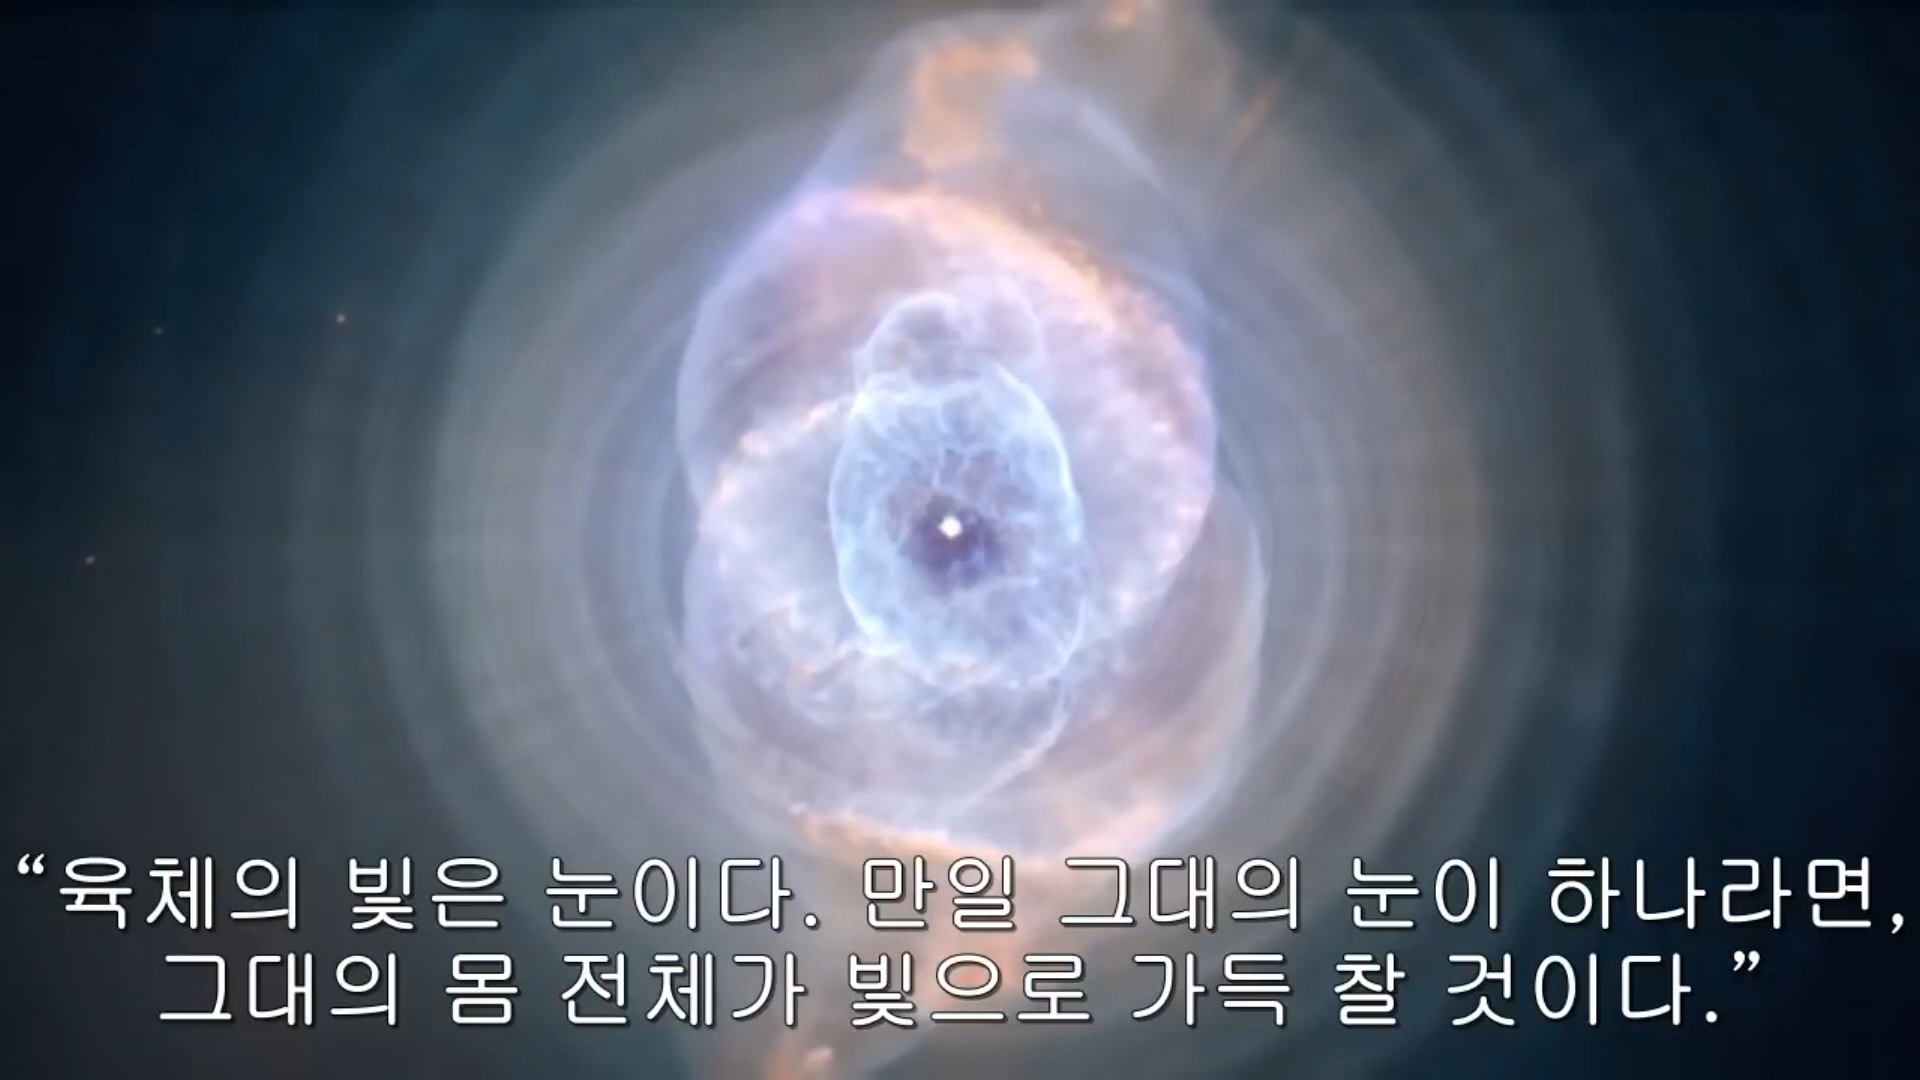 “육체의 빛은 눈이다. 만일 그대의 눈이 하나라면,
그대의 몸 전체가 빛으로 가득 찰 것이다.”